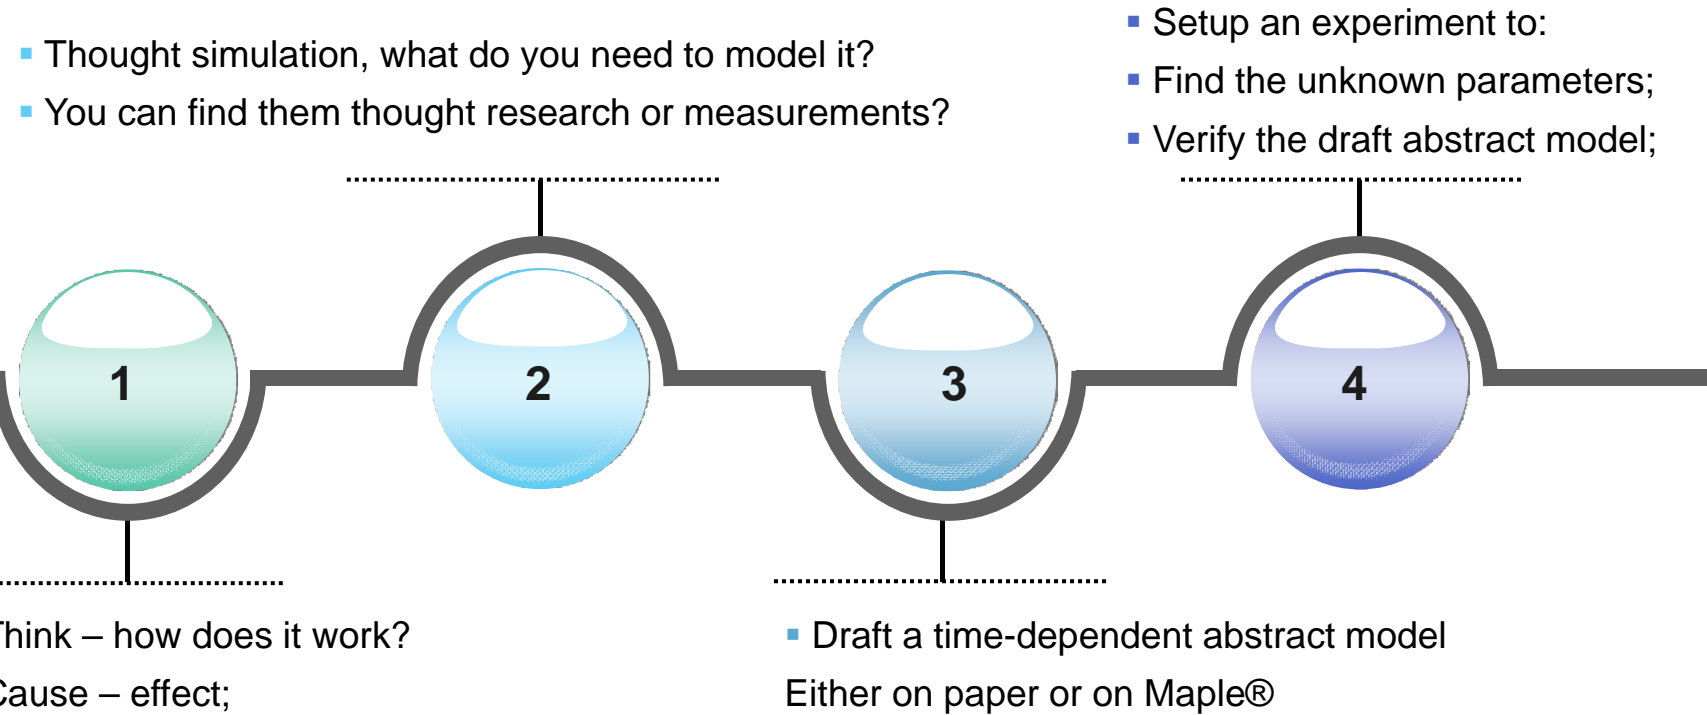 ▪ Thought simulation, what do you need to model it?
▪ You can find them thought research or measurements?
▪ Setup an experiment to:
▪ Find the unknown parameters;
▪ Verify the draft abstract model;
1
2
3
4
Think – how does it work?
Cause – effect;
▪ Draft a time-dependent abstract model
Either on paper or on Maple®